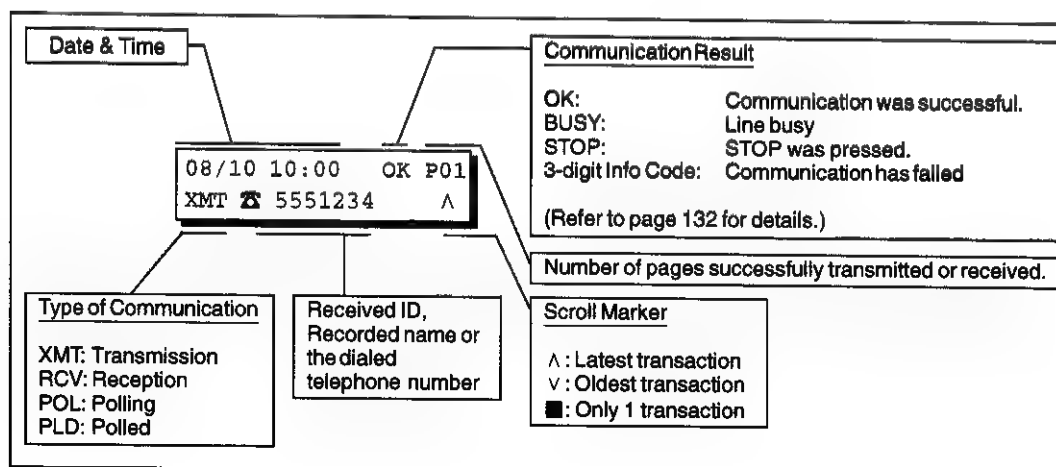 Date & Time
Communication Result
OK: Communication was successful.
BUSY: Line busy
STOP: STOP was pressed.
3-digit Info Code: Communication has failed
(Refer to page 132 for details.)
08/10 10:00 OK P01
XMT ☎ 5551234 ∧
Number of pages successfully transmitted or received.
Type of Communication
XMT: Transmission
RCV: Reception
POL: Polling
PLD: Polled
Received ID,
Recorded name or
the dialed
telephone number
Scroll Marker
∧ : Latest transaction
∨ : Oldest transaction
■ : Only 1 transaction